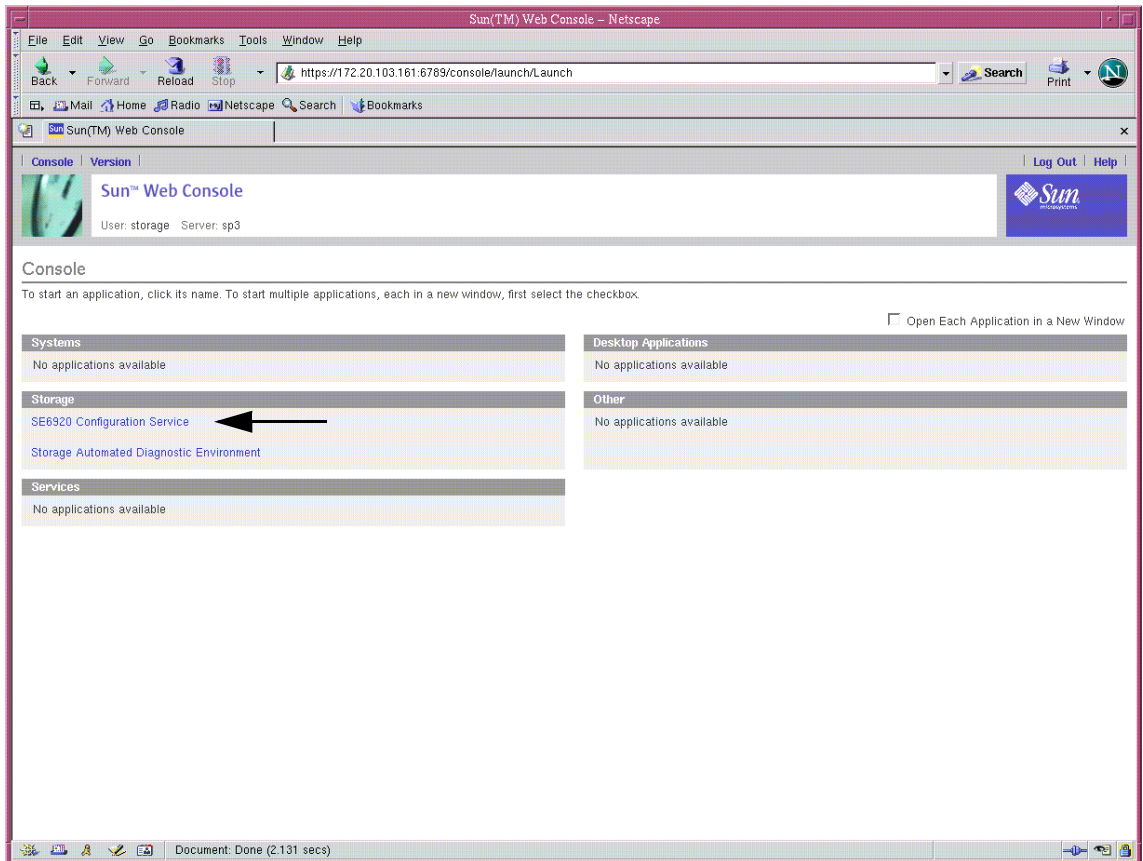 Sun(TM) Web Console – Netscape
File Edit View Go Bookmarks Tools Window Help
Back Forward Reload Stop https://172.20.103.161:6789/console/launch/Launch Search Print N
Mail Home Radio Netscape Search Bookmarks
Sun Sun(TM) Web Console x
Console Version Log Out Help
Sun™ Web Console
User: storage Server: sp3
Sun
microsystems
Console
To start an application, click its name. To start multiple applications, each in a new window, first select the checkbox.
Open Each Application in a New Window
Systems
No applications available
Desktop Applications
No applications available
Storage
SE6920 Configuration Service
Storage Automated Diagnostic Environment
Other
No applications available
Services
No applications available
Document: Done (2.131 secs)